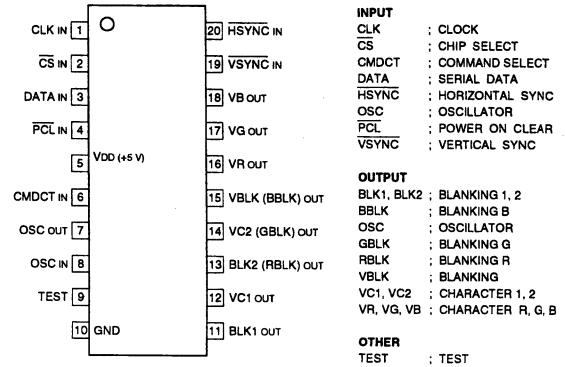 CLK IN 1
CS IN 2
DATA IN 3
PCL IN 4
5 VDD (+5 V)
CMDCT IN 6
OSC OUT 7
OSC IN 8
TEST 9
10 GND
20 HSYNC IN
19 VSYNC IN
18 VB OUT
17 VG OUT
16 VR OUT
15 VBLK (BBLK) OUT
14 VC2 (GBLK) OUT
13 BLK2 (RBLK) OUT
12 VC1 OUT
11 BLK1 OUT
INPUT
CLK ; CLOCK
CS ; CHIP SELECT
CMDCT ; COMMAND SELECT
DATA ; SERIAL DATA
HSYNC ; HORIZONTAL SYNC
OSC ; OSCILLATOR
PCL ; POWER ON CLEAR
VSYNC ; VERTICAL SYNC
OUTPUT
BLK1, BLK2 ; BLANKING 1, 2
BBLK ; BLANKING B
OSC ; OSCILLATOR
GBLK ; BLANKING G
RBLK ; BLANKING R
VBLK ; BLANKING
VC1, VC2 ; CHARACTER 1, 2
VR, VG, VB ; CHARACTER R, G, B
OTHER
TEST ; TEST